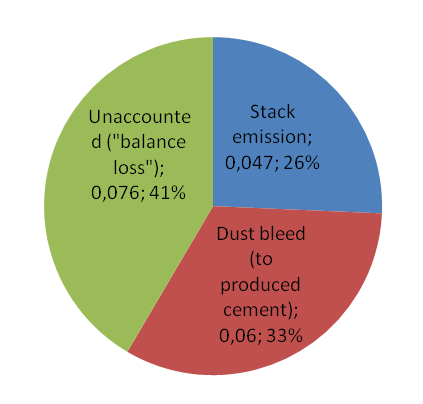 Stack
emission;
0,047; 26%
Dust bleed
(to
produced
cement);
0,06; 33%
Unaccounte
d ("balance
loss");
0,076; 41%